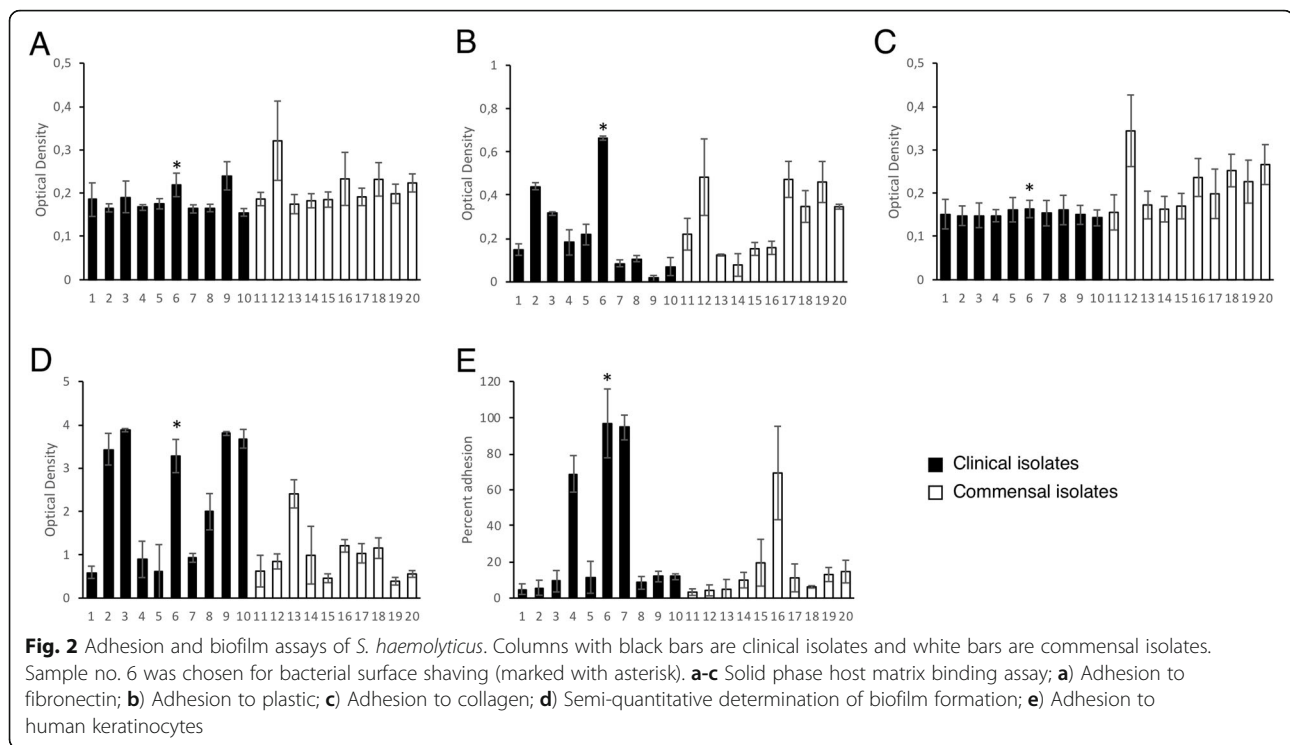 A
B
C
0,5
0,4
0,3
0,2
0,1
0
Optical Density
*
1 2 3 4 5 6 7 8 9 10 11 12 13 14 15 16 17 18 19 20
1
0,8
0,6
0,4
0,2
0
Optical Density
*
1 2 3 4 5 6 7 8 9 10 11 12 13 14 15 16 17 18 19 20
0,5
0,4
0,3
0,2
0,1
0
Optical Density
*
1 2 3 4 5 6 7 8 9 10 11 12 13 14 15 16 17 18 19 20
D
E
5
4
3
2
1
0
Optical Density
*
1 2 3 4 5 6 7 8 9 10 11 12 13 14 15 16 17 18 19 20
120
100
80
60
40
20
0
Percent adhesion
*
1 2 3 4 5 6 7 8 9 10 11 12 13 14 15 16 17 18 19 20
Clinical isolates
Commensal isolates
Fig. 2 Adhesion and biofilm assays of S. haemolyticus. Columns with black bars are clinical isolates and white bars are commensal isolates.
Sample no. 6 was chosen for bacterial surface shaving (marked with asterisk). a-c Solid phase host matrix binding assay; a) Adhesion to
fibronectin; b) Adhesion to plastic; c) Adhesion to collagen; d) Semi-quantitative determination of biofilm formation; e) Adhesion to
human keratinocytes